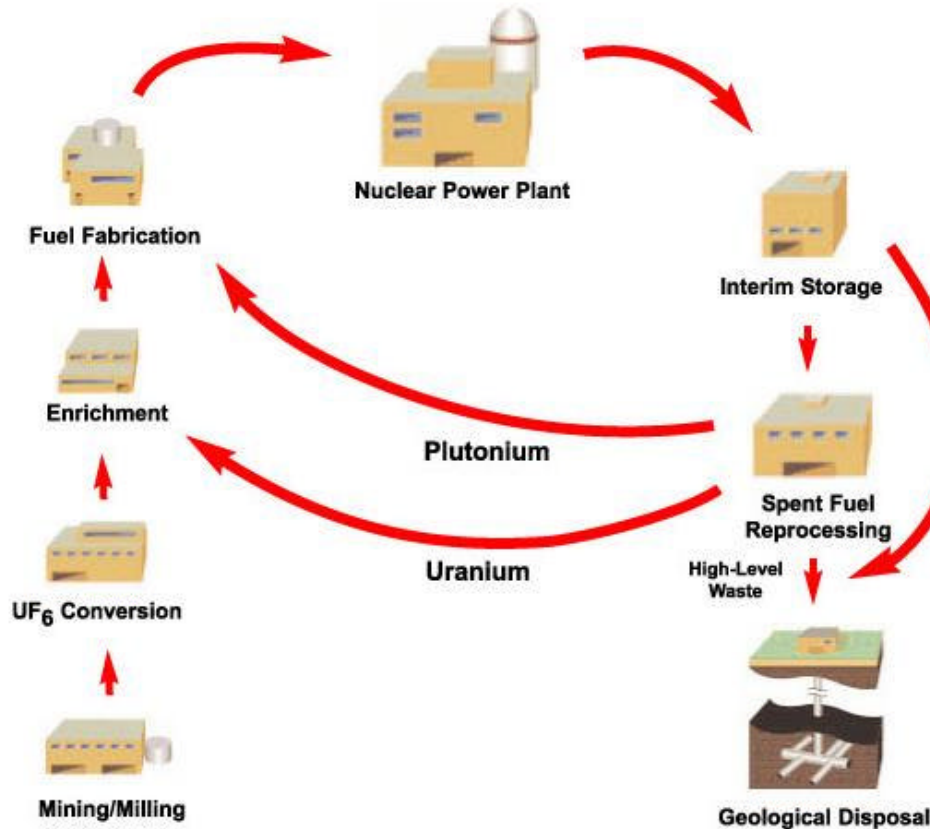 Nuclear Power Plant
Fuel Fabrication
Interim Storage
Enrichment
Plutonium
Spent Fuel
Reprocessing
Uranium
High-Level
Waste
UF6 Conversion
Mining/Milling
Geological Disposal